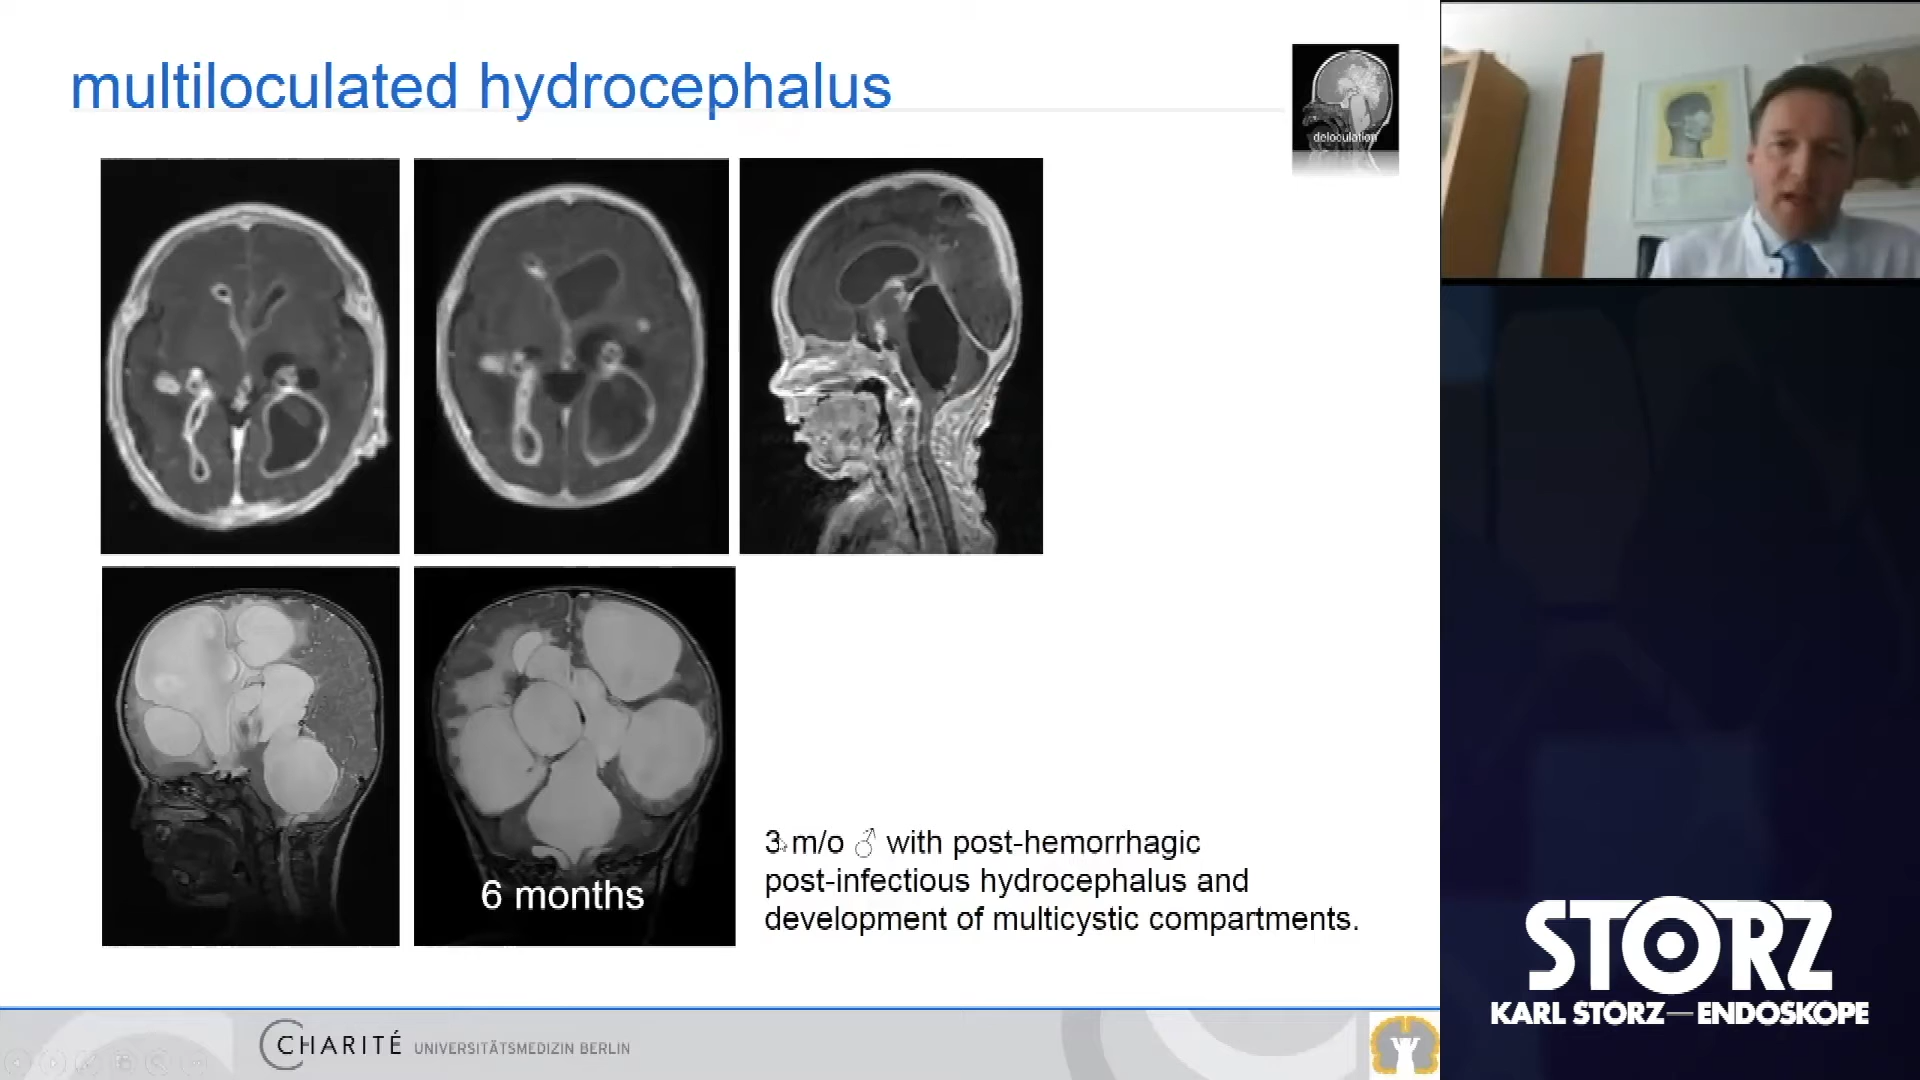 multiloculated hydrocephalus
deloculation
6 months
3 m/o ♂ with post-hemorrhagic
post-infectious hydrocephalus and
development of multicystic compartments.
CHARITÉ UNIVERSITÄTSMEDIZIN BERLIN
STORZ
KARL STORZ—ENDOSKOPE